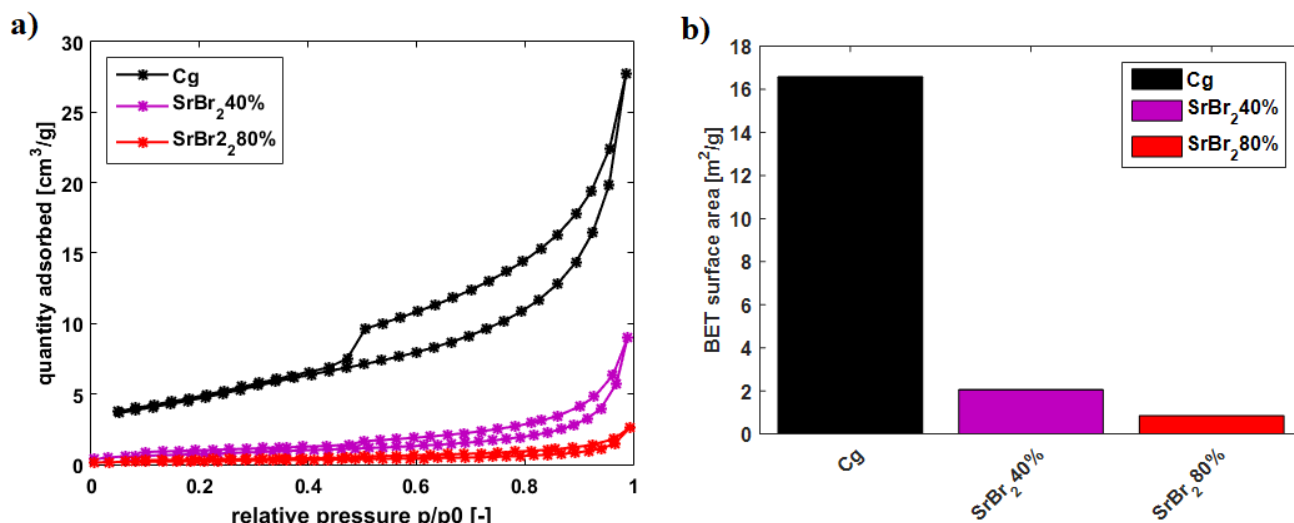 a)
30
25
20
15
10
5
0
quantity adsorbed [cm³/g]
Cg
SrBr₂40%
SrBr2₂80%
0 0.2 0.4 0.6 0.8 1
relative pressure p/p0 [-]
b)
18
16
14
12
10
8
6
4
2
0
BET surface area [m²/g]
Cg
SrBr₂40%
SrBr₂80%
Cg
SrBr₂ 40%
SrBr₂ 80%